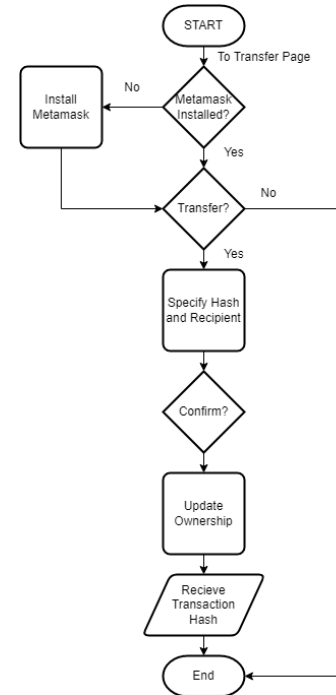 START
To Transfer Page
Install
Metamask
No
Metamask
Installed?
Yes
Transfer?
No
Yes
Specify Hash
and Recipient
Confirm?
Update
Ownership
Recieve
Transaction
Hash
End